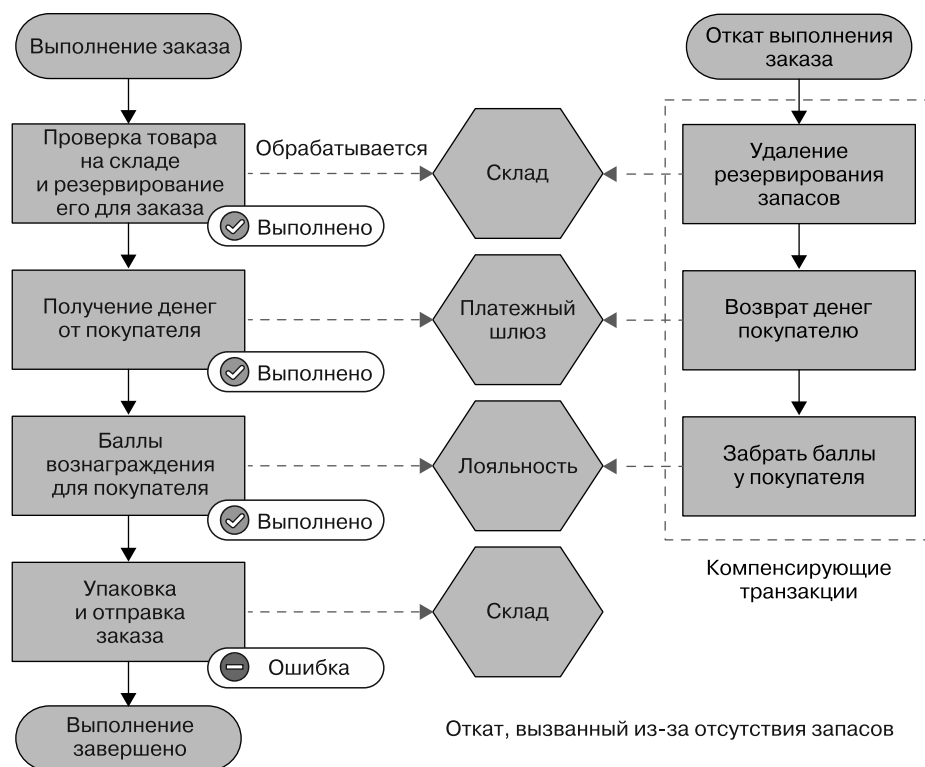 Выполнение заказа
Откат выполнения
заказа
Проверка товара
на складе
и резервирование
его для заказа
Обрабатывается
Склад
Удаление
резервирования
запасов
Выполнено
Получение денег
от покупателя
Платежный
шлюз
Возврат денег
покупателю
Выполнено
Баллы
вознаграждения
для покупателя
Лояльность
Забрать баллы
у покупателя
Выполнено
Компенсирующие
транзакции
Упаковка
и отправка
заказа
Склад
Ошибка
Выполнение
завершено
Откат, вызванный из-за отсутствия запасов